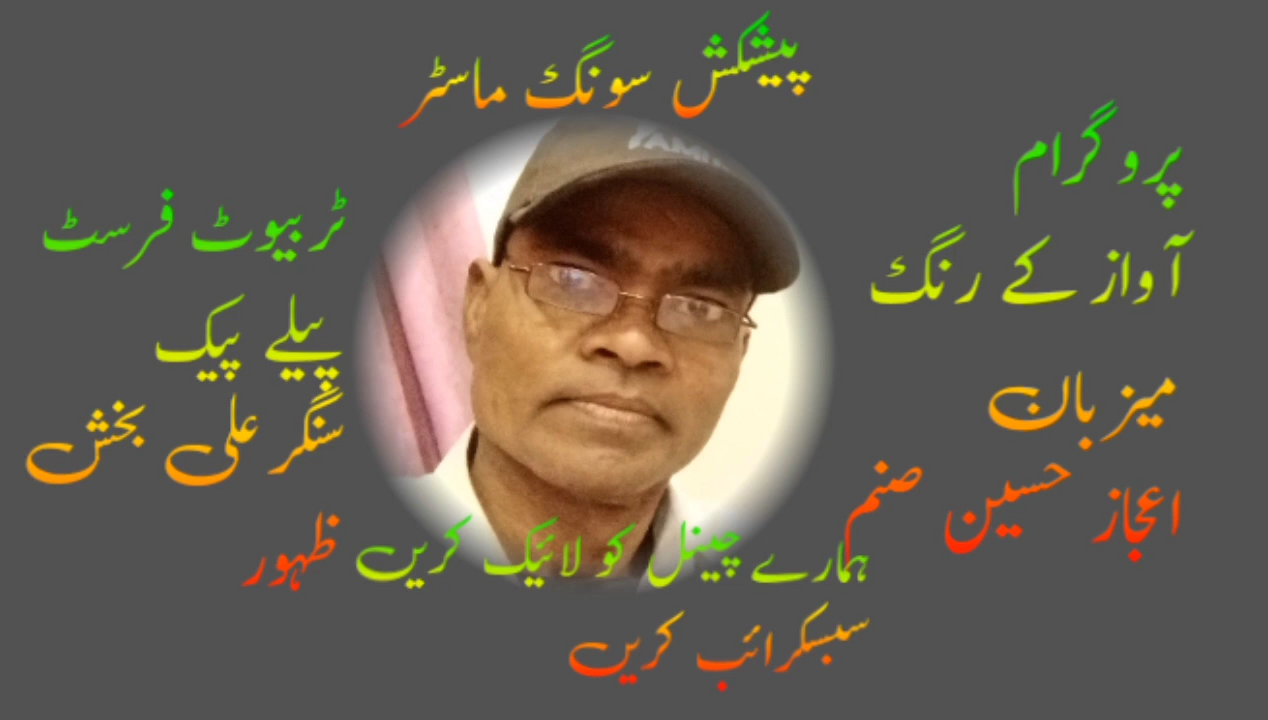 پیشکش سونگ ماسٹر
پروگرام
آواز کے رنگ
میزبان
اعجاز حسین صنم
ٹریبیوٹ فرسٹ
پیلے پیک
سنگر علی بخش
ظہور
ہمارے چینل کو لائیک کریں
سبسکرائب کریں